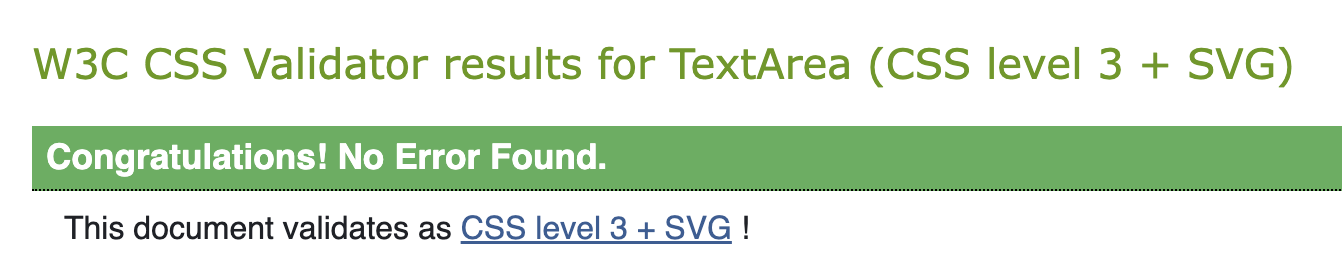 W3C CSS Validator results for TextArea (CSS level 3 + SVG)
Congratulations! No Error Found.
This document validates as CSS level 3 + SVG !